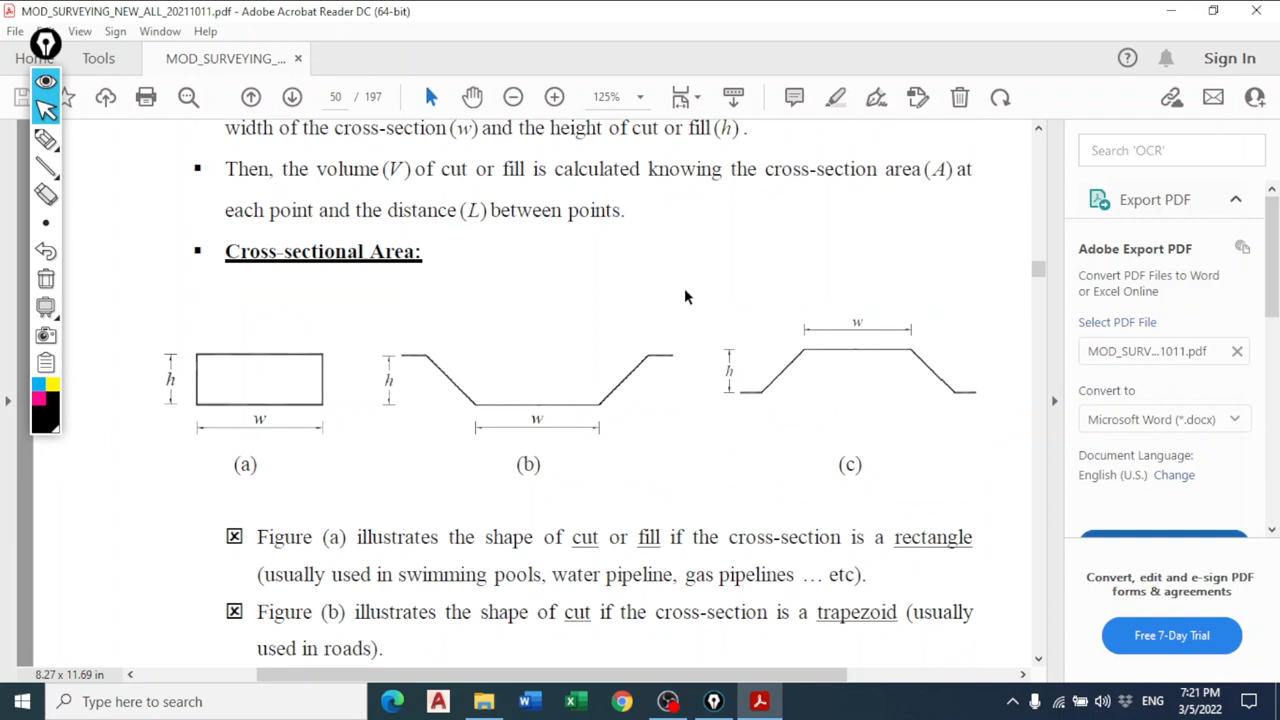 MOD_SURVEYING_NEW_ALL_20211011.pdf - Adobe Acrobat Reader DC (64-bit)
File View Sign Window Help
Home Tools MOD_SURVEYING_... × Sign In
50 / 197 125%
width of the cross-section (w) and the height of cut or fill (h) .
▪ Then, the volume (V) of cut or fill is calculated knowing the cross-section area (A) at
each point and the distance (L) between points.
▪ Cross-sectional Area:
h w
h w
w h
(a) (b) (c)
☒ Figure (a) illustrates the shape of cut or fill if the cross-section is a rectangle
(usually used in swimming pools, water pipeline, gas pipelines … etc).
☒ Figure (b) illustrates the shape of cut if the cross-section is a trapezoid (usually
used in roads).
8.27 x 11.69 in
Search 'OCR'
Export PDF
Adobe Export PDF
Convert PDF Files to Word
or Excel Online
Select PDF File
MOD_SURV...1011.pdf
Convert to
Microsoft Word (*.docx)
Document Language:
English (U.S.) Change
Convert, edit and e-sign PDF
forms & agreements
Free 7-Day Trial
Type here to search
ENG
7:21 PM
3/5/2022